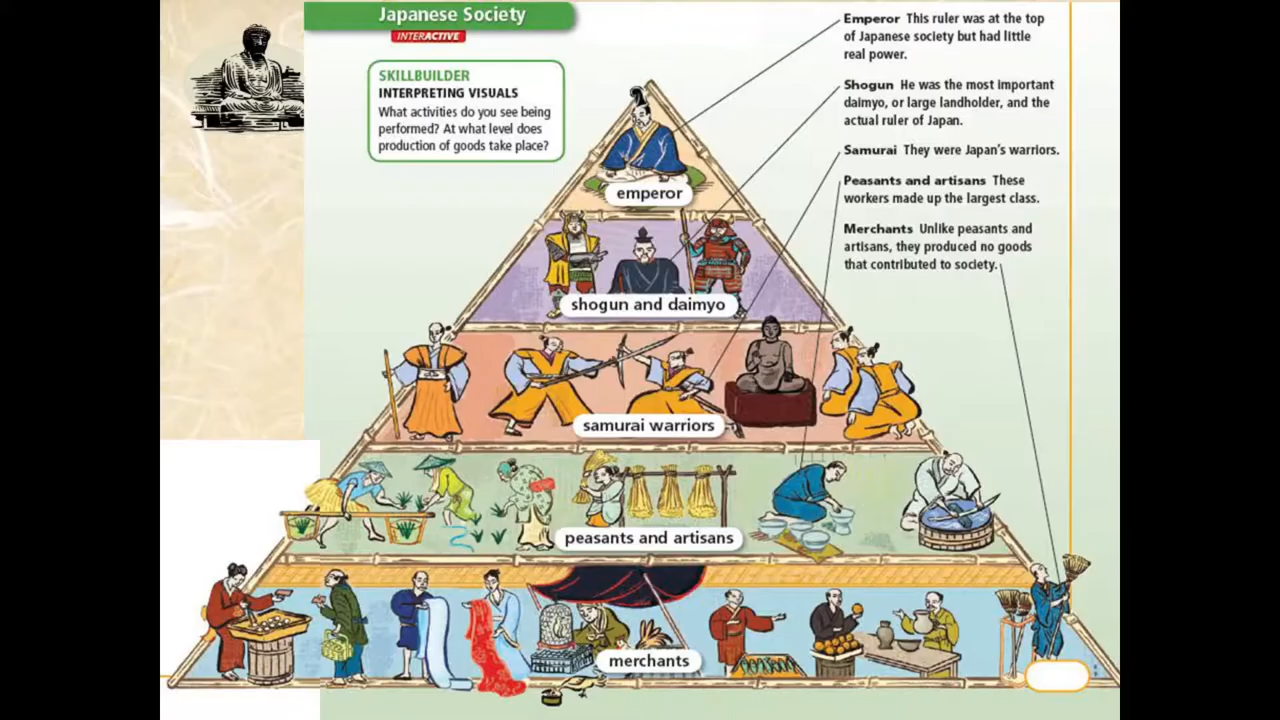 Japanese Society
INTERACTIVE
SKILLBUILDER
INTERPRETING VISUALS
What activities do you see being
performed? At what level does
production of goods take place?
Emperor This ruler was at the top
of Japanese society but had little
real power.
Shogun He was the most important
daimyo, or large landholder, and the
actual ruler of Japan.
Samurai They were Japan's warriors.
Peasants and artisans These
workers made up the largest class.
Merchants Unlike peasants and
artisans, they produced no goods
that contributed to society.
emperor
shogun and daimyo
samurai warriors
peasants and artisans
merchants